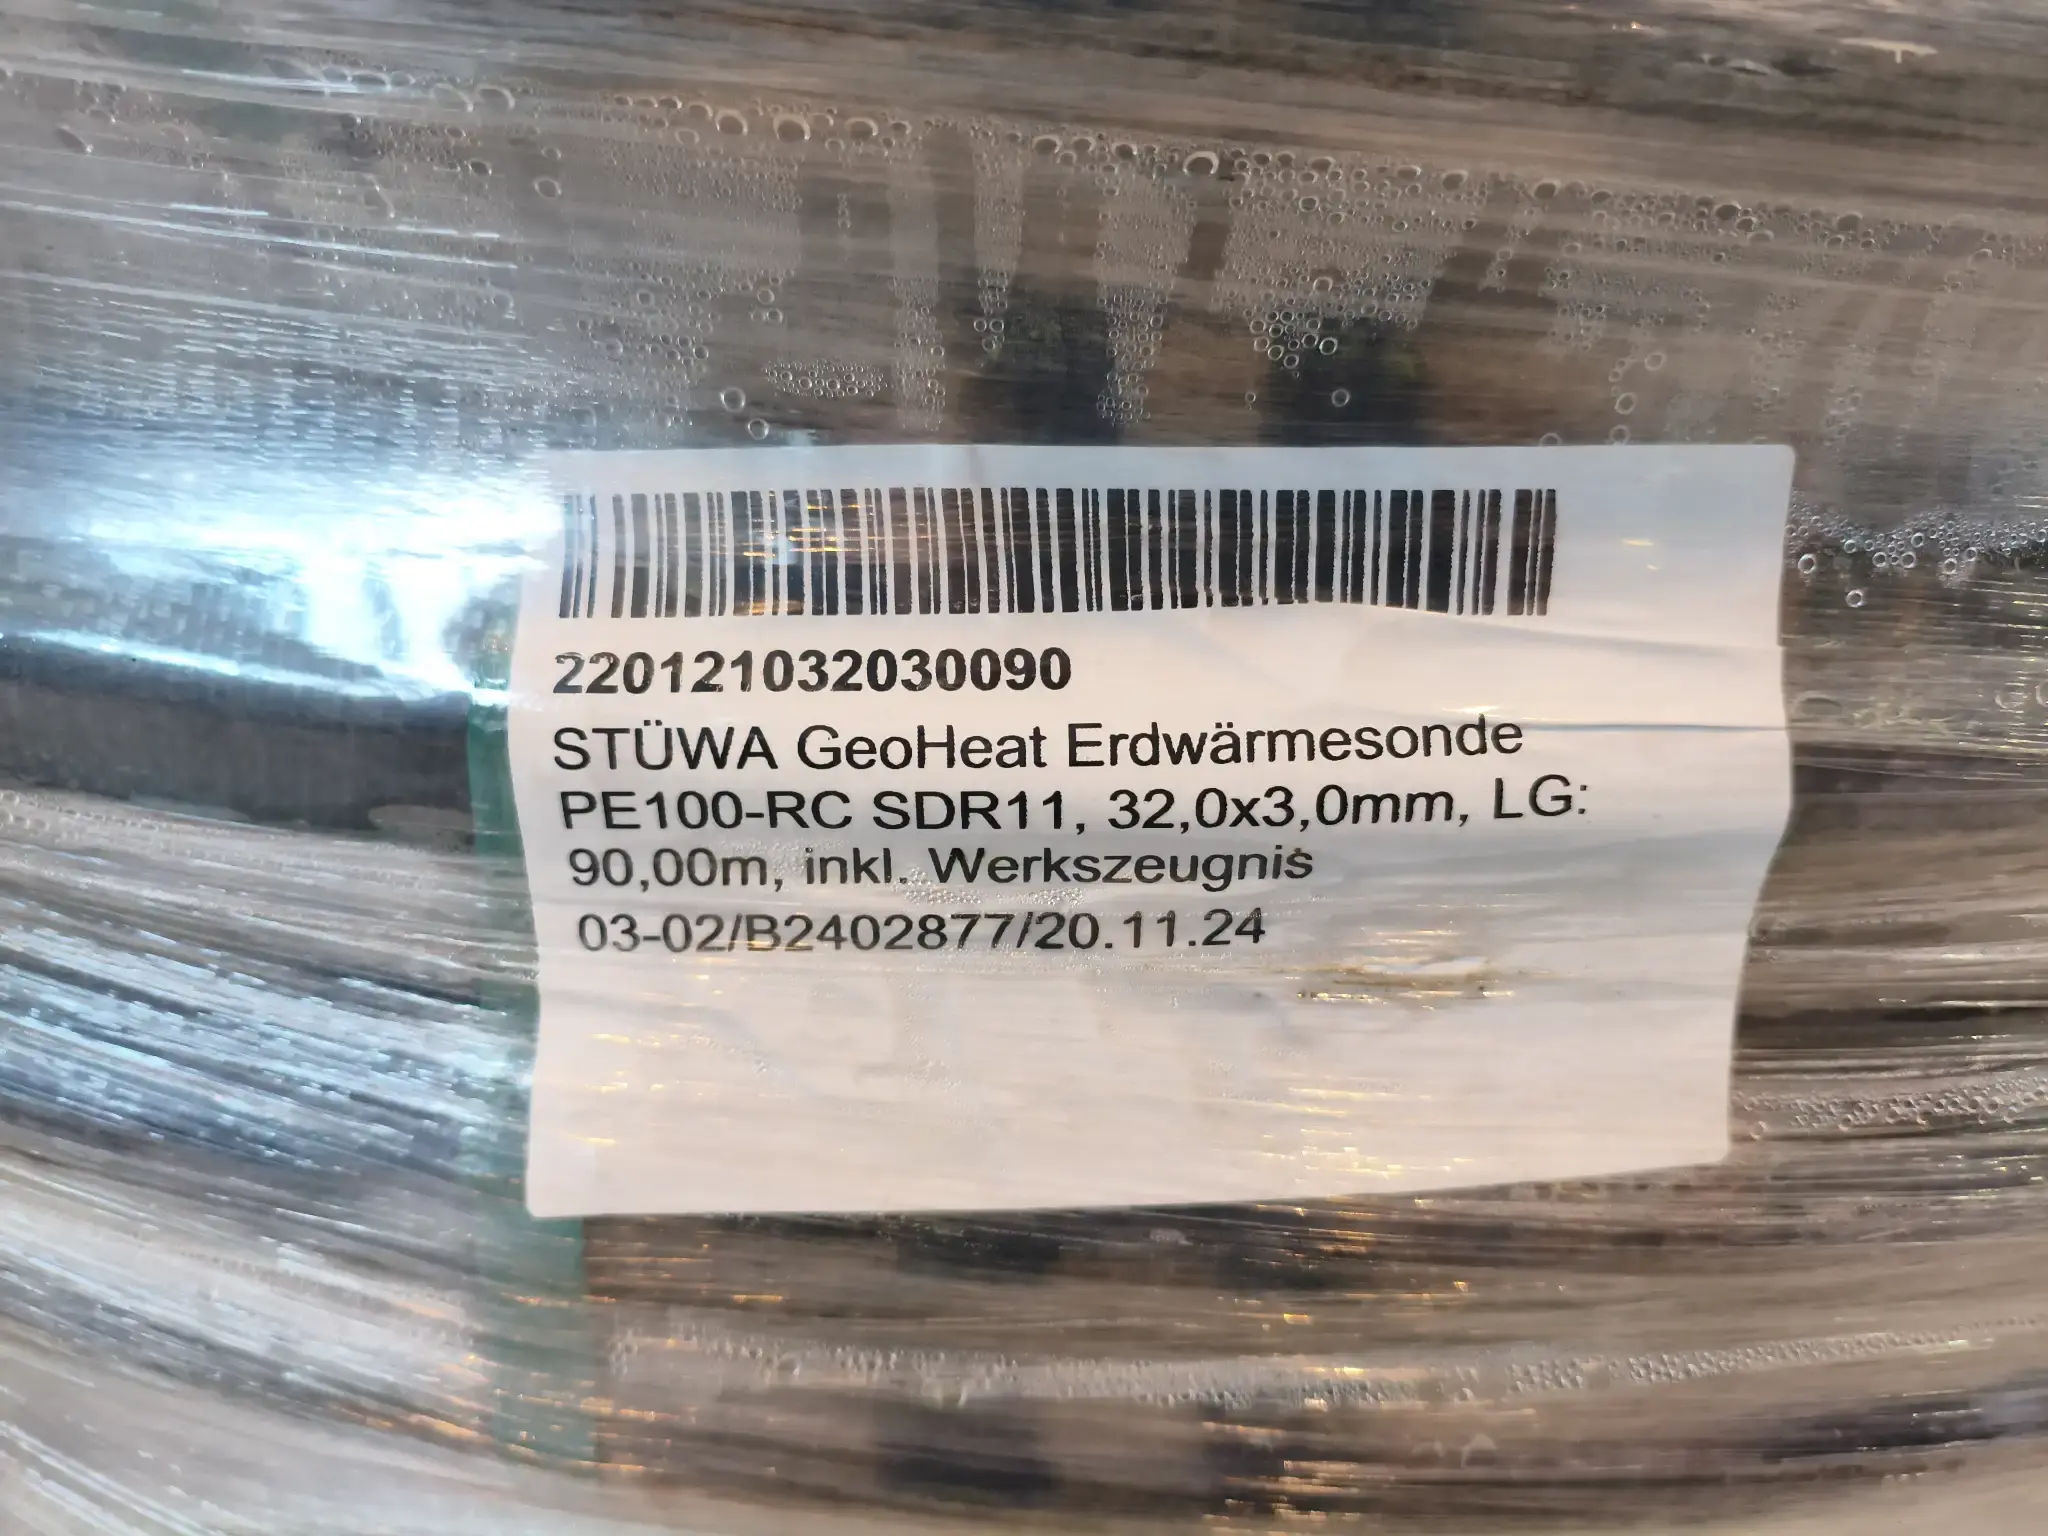 220121032030090
STÜWA GeoHeat Erdwärmesonde
PE100-RC SDR11, 32,0x3,0mm, LG:
90,00m, inkl. Werkszeugnis
03-02/B2402877/20.11.24